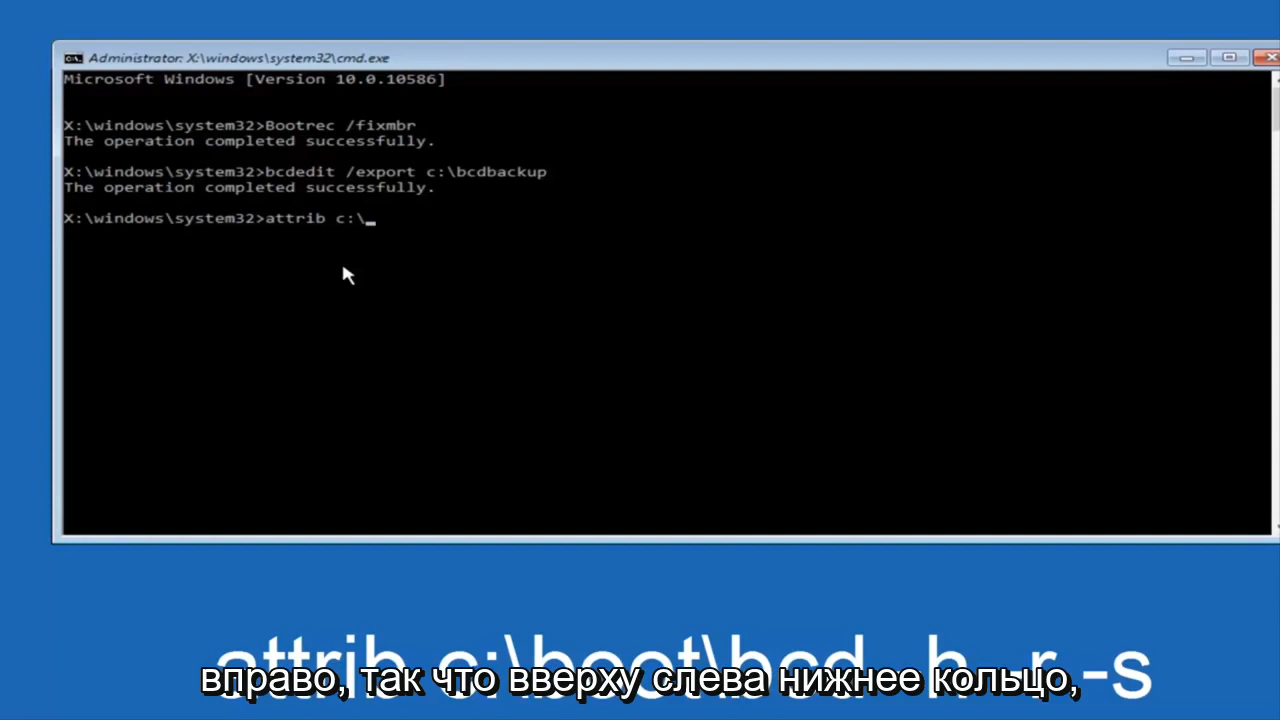 Administrator: X:\windows\system32\cmd.exe
Microsoft Windows [Version 10.0.10586]
X:\windows\system32>Bootrec /fixmbr
The operation completed successfully.
X:\windows\system32>bcdedit /export c:\bcdbackup
The operation completed successfully.
X:\windows\system32>attrib c:\_
attrib c:\boot\bcd -h -r -s
вправо, так что вверху слева нижнее кольцо,